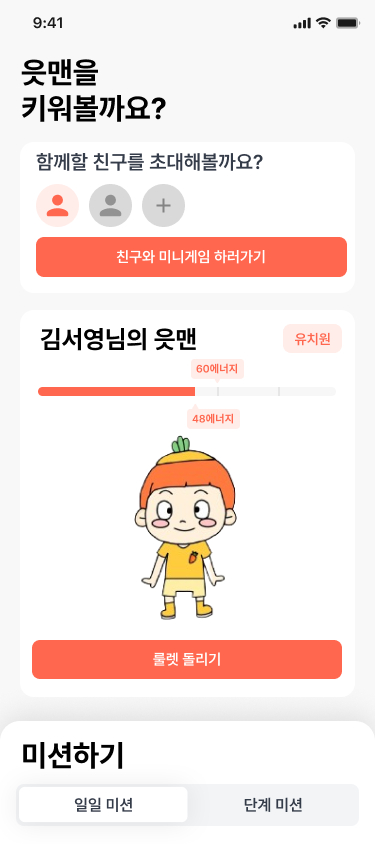 9:41
읏맨을
키워볼까요?
함께할 친구를 초대해볼까요?
친구와 미니게임 하러가기
김서영님의 읏맨
유치원
60에너지
48에너지
룰렛 돌리기
미션하기
일일 미션
단계 미션